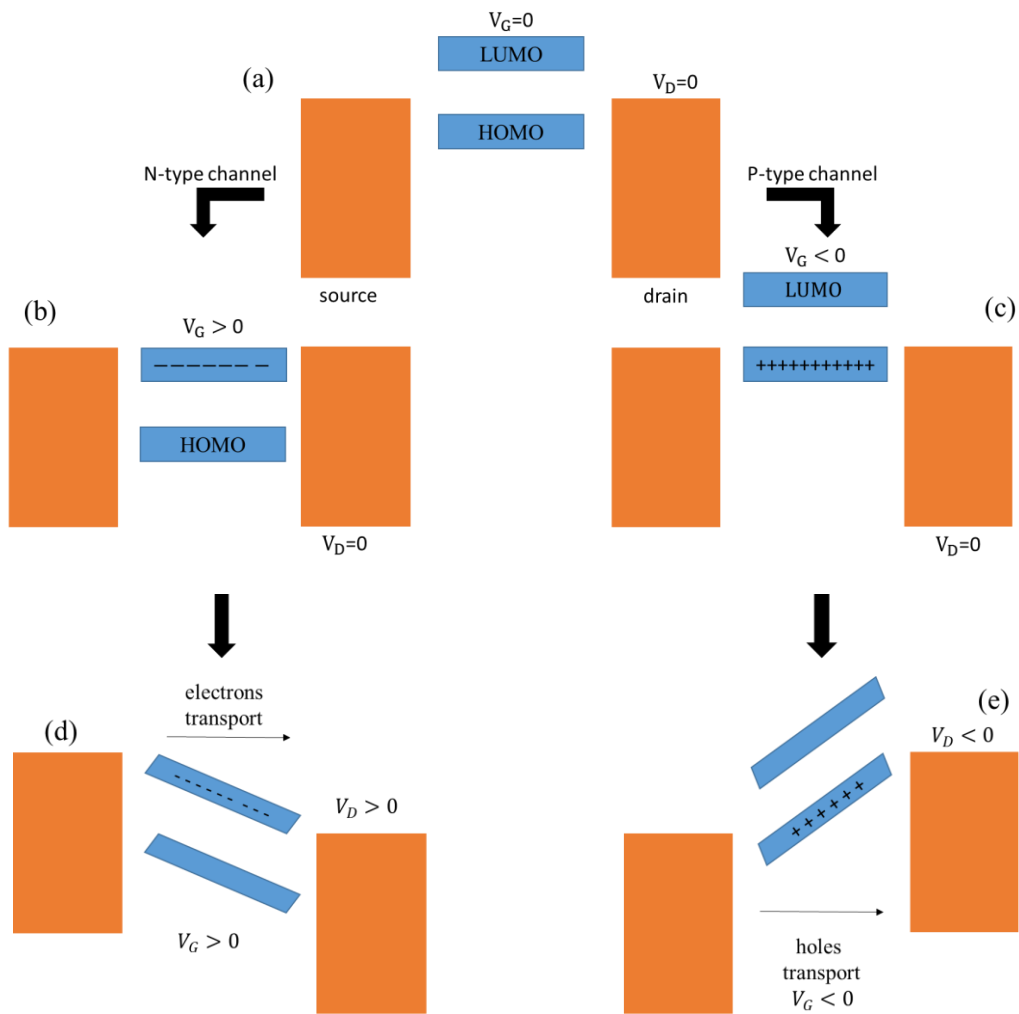 V_G=0
LUMO
(a)
V_D=0
HOMO
N-type channel
P-type channel
V_G < 0
source
drain
LUMO
(b)
(c)
V_G > 0
— — — — — — —
+++++++++++
HOMO
V_D=0
V_D=0
electrons
transport
(d)
(e)
V_D < 0
- - - - - - - - -
V_D > 0
+ + + + + +
V_G > 0
holes
transport
V_G < 0